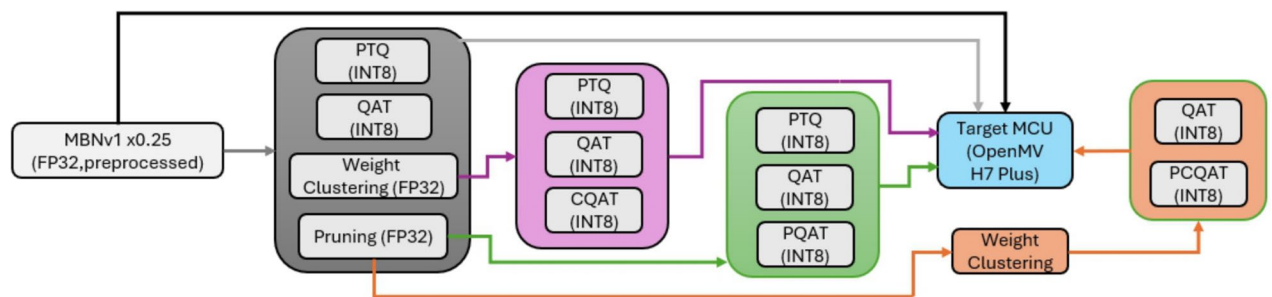 MBNv1 x0.25
(FP32,preprocessed)
PTQ
(INT8)
QAT
(INT8)
Weight
Clustering (FP32)
Pruning (FP32)
PTQ
(INT8)
QAT
(INT8)
CQAT
(INT8)
PTQ
(INT8)
QAT
(INT8)
PQAT
(INT8)
Target MCU
(OpenMV
H7 Plus)
Weight
Clustering
QAT
(INT8)
PCQAT
(INT8)